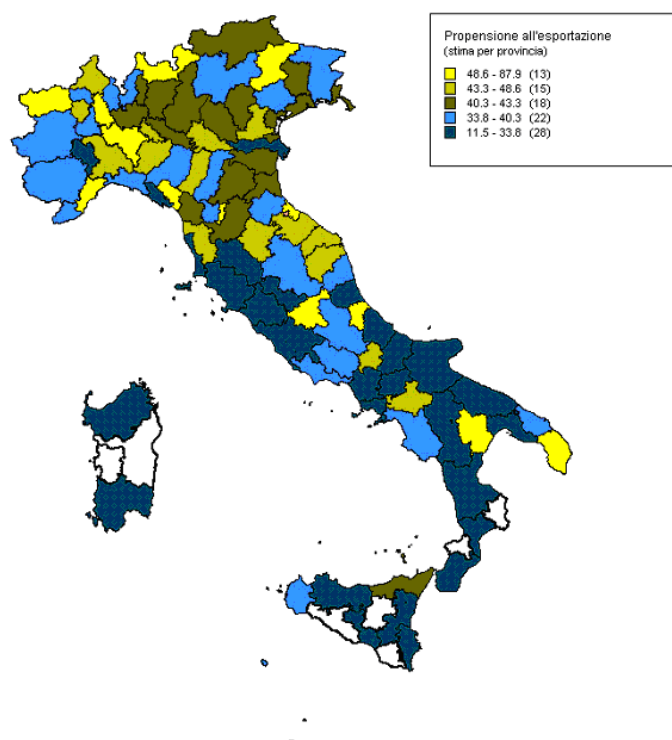 Propensione all'esportazione
(stima per provincia)
48.6 - 87.9 (13)
43.3 - 48.6 (15)
40.3 - 43.3 (18)
33.8 - 40.3 (22)
11.5 - 33.8 (28)